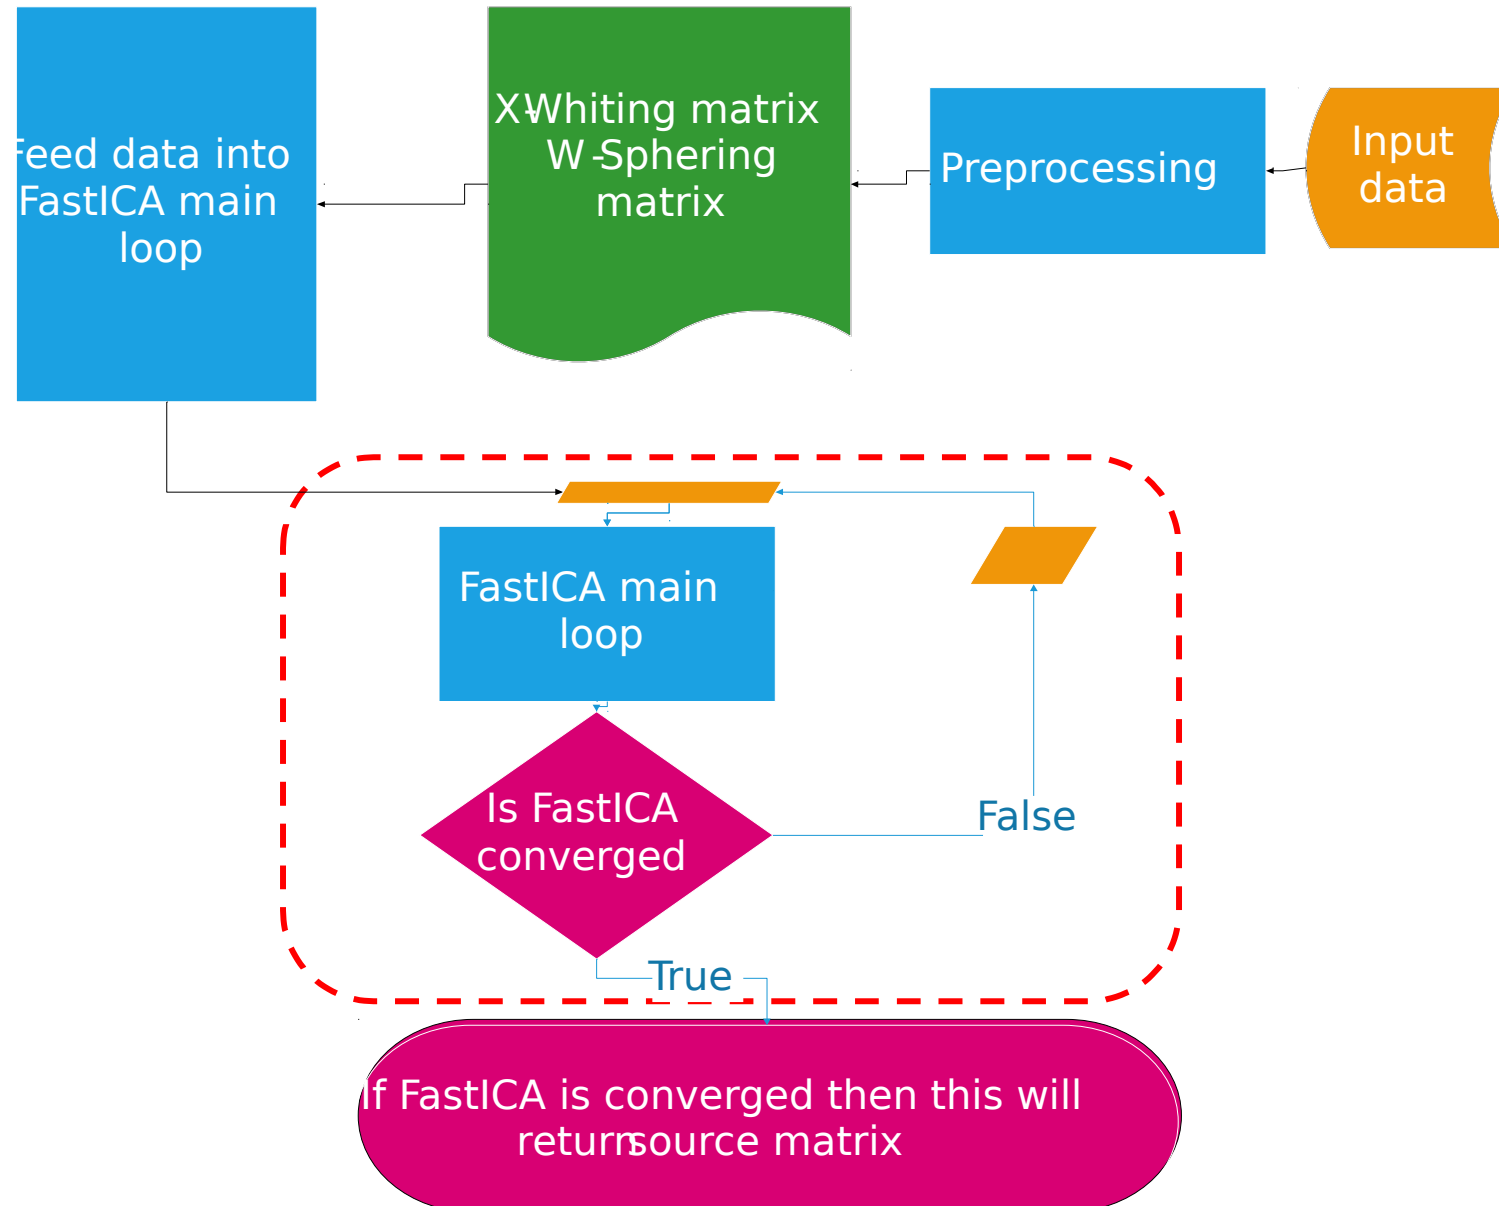 Feed data into
FastICA main
loop
X-Whiting matrix
W -Sphering
matrix
Preprocessing
Input
data
FastICA main
loop
Is FastICA
converged
False
True
If FastICA is converged then this will
return source matrix